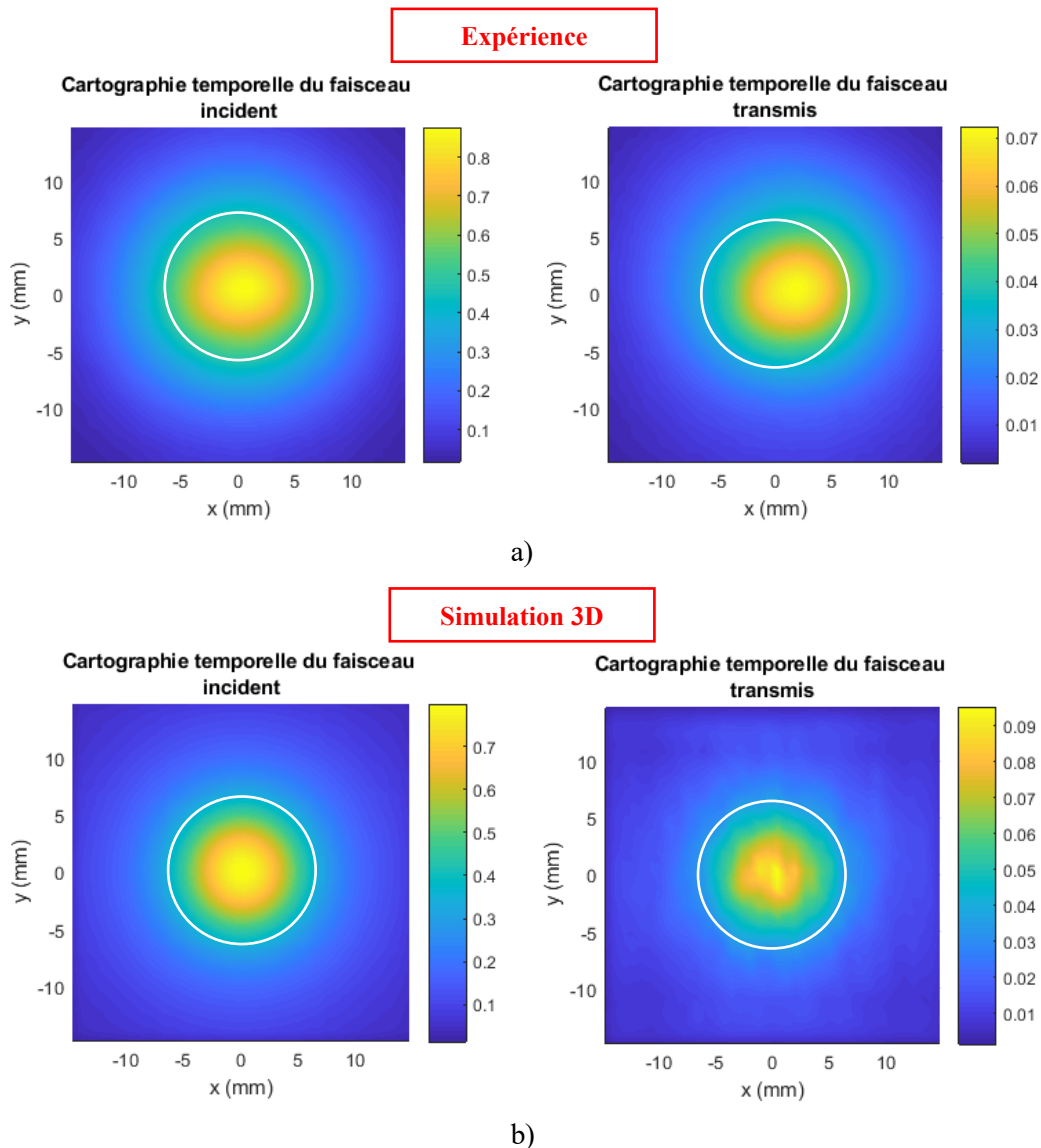 Expérience
Cartographie temporelle du faisceau
incident
10
5
0
-5
-10
y (mm)
-10 -5 0 5 10
x (mm)
0.8
0.7
0.6
0.5
0.4
0.3
0.2
0.1
Cartographie temporelle du faisceau
transmis
10
5
0
-5
-10
y (mm)
-10 -5 0 5 10
x (mm)
0.07
0.06
0.05
0.04
0.03
0.02
0.01
a)
Simulation 3D
Cartographie temporelle du faisceau
incident
10
5
0
-5
-10
y (mm)
-10 -5 0 5 10
x (mm)
0.7
0.6
0.5
0.4
0.3
0.2
0.1
Cartographie temporelle du faisceau
transmis
10
5
0
-5
-10
y (mm)
-10 -5 0 5 10
x (mm)
0.09
0.08
0.07
0.06
0.05
0.04
0.03
0.02
0.01
b)